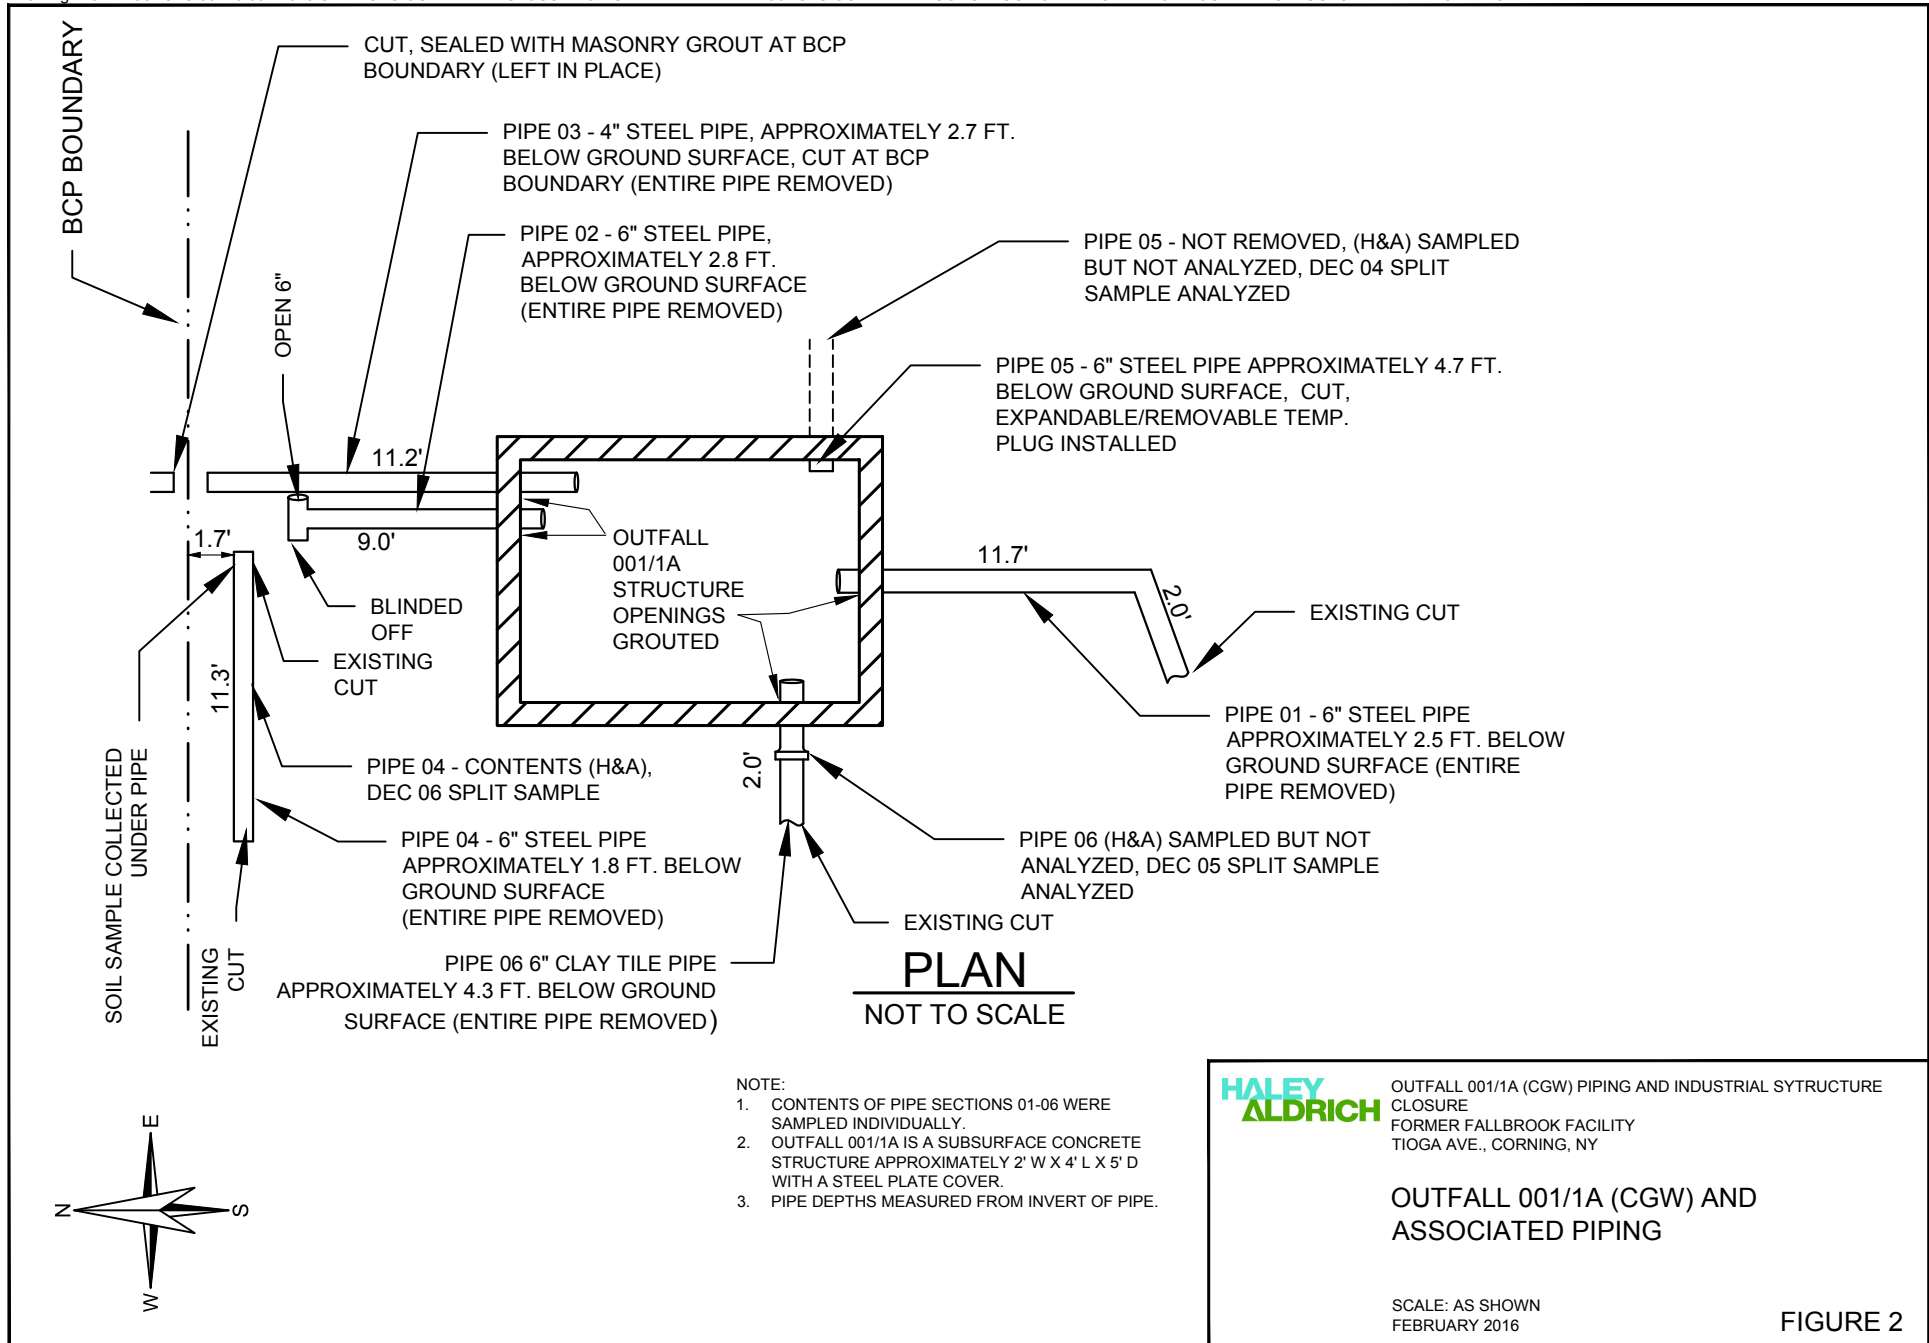 BCP BOUNDARY
CUT, SEALED WITH MASONRY GROUT AT BCP
BOUNDARY (LEFT IN PLACE)
PIPE 03 - 4" STEEL PIPE, APPROXIMATELY 2.7 FT.
BELOW GROUND SURFACE, CUT AT BCP
BOUNDARY (ENTIRE PIPE REMOVED)
PIPE 02 - 6" STEEL PIPE,
APPROXIMATELY 2.8 FT.
BELOW GROUND SURFACE
(ENTIRE PIPE REMOVED)
OPEN 6"
PIPE 05 - NOT REMOVED, (H&A) SAMPLED
BUT NOT ANALYZED, DEC 04 SPLIT
SAMPLE ANALYZED
PIPE 05 - 6" STEEL PIPE APPROXIMATELY 4.7 FT.
BELOW GROUND SURFACE, CUT,
EXPANDABLE/REMOVABLE TEMP.
PLUG INSTALLED
11.2'
9.0'
1.7'
OUTFALL
001/1A
STRUCTURE
OPENINGS
GROUTED
11.7'
2.0'
EXISTING CUT
BLINDED
OFF
EXISTING
CUT
11.3'
SOIL SAMPLE COLLECTED
UNDER PIPE
PIPE 04 - CONTENTS (H&A),
DEC 06 SPLIT SAMPLE
2.0'
PIPE 01 - 6" STEEL PIPE
APPROXIMATELY 2.5 FT. BELOW
GROUND SURFACE (ENTIRE
PIPE REMOVED)
PIPE 04 - 6" STEEL PIPE
APPROXIMATELY 1.8 FT. BELOW
GROUND SURFACE
(ENTIRE PIPE REMOVED)
PIPE 06 (H&A) SAMPLED BUT NOT
ANALYZED, DEC 05 SPLIT SAMPLE
ANALYZED
EXISTING CUT
EXISTING
CUT
PIPE 06 6" CLAY TILE PIPE
APPROXIMATELY 4.3 FT. BELOW GROUND
SURFACE (ENTIRE PIPE REMOVED)
PLAN
NOT TO SCALE
NOTE:
1. CONTENTS OF PIPE SECTIONS 01-06 WERE
SAMPLED INDIVIDUALLY.
2. OUTFALL 001/1A IS A SUBSURFACE CONCRETE
STRUCTURE APPROXIMATELY 2' W X 4' L X 5' D
WITH A STEEL PLATE COVER.
3. PIPE DEPTHS MEASURED FROM INVERT OF PIPE.
E
N
S
W
HALEY
ALDRICH
OUTFALL 001/1A (CGW) PIPING AND INDUSTRIAL SYTRUCTURE
CLOSURE
FORMER FALLBROOK FACILITY
TIOGA AVE., CORNING, NY
OUTFALL 001/1A (CGW) AND
ASSOCIATED PIPING
SCALE: AS SHOWN
FEBRUARY 2016
FIGURE 2